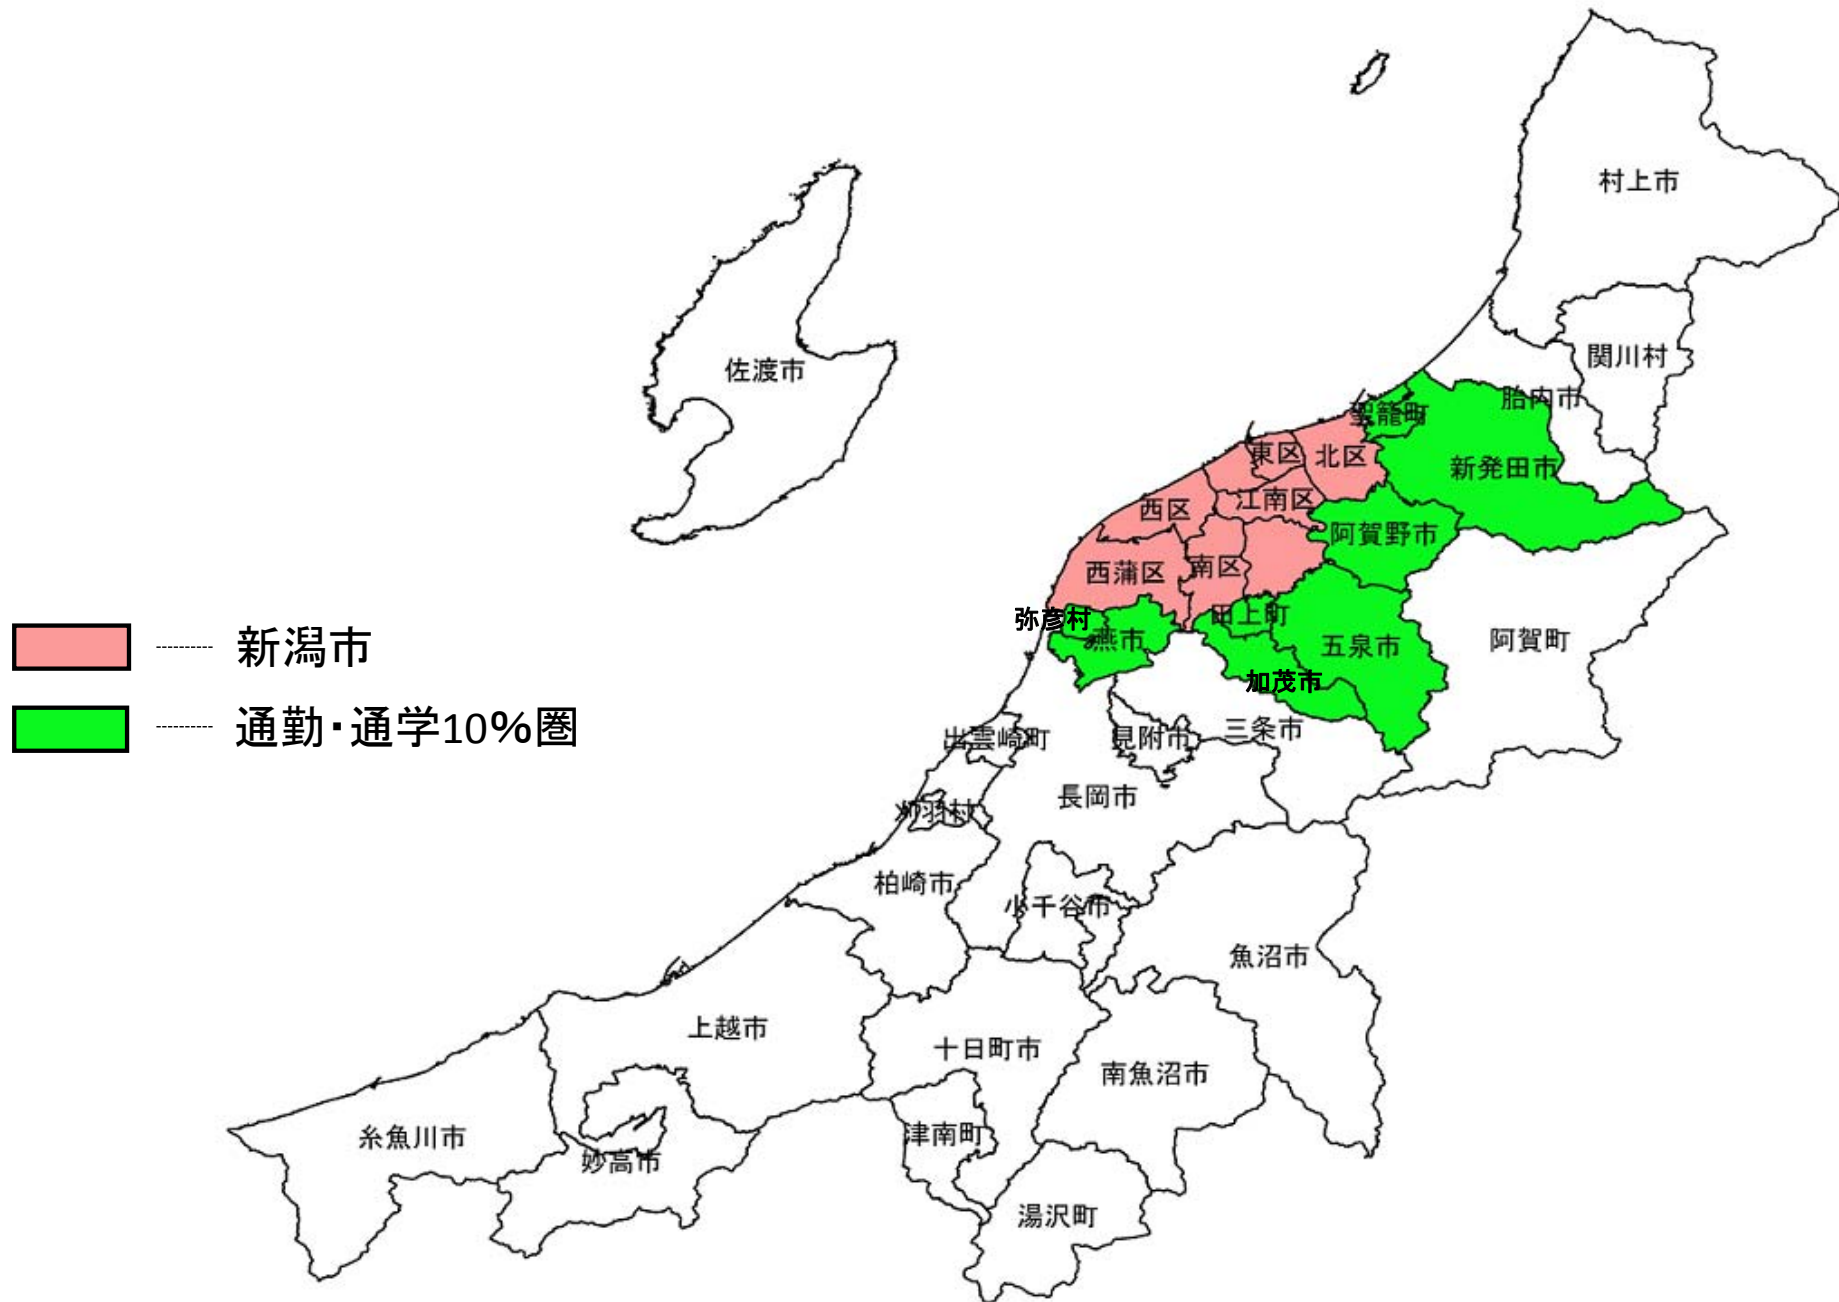 村上市
関川村
佐渡市
胎内市
聖籠町
東区
北区
新発田市
西区
江南区
阿賀野市
西蒲区
南区
弥彦村
田上町
燕市
五泉市
阿賀町
新潟市
加茂市
通勤・通学10%圏
出雲崎町
見附市
三条市
長岡市
刈羽村
柏崎市
小千谷市
魚沼市
上越市
十日町市
南魚沼市
糸魚川市
津南町
妙高市
湯沢町